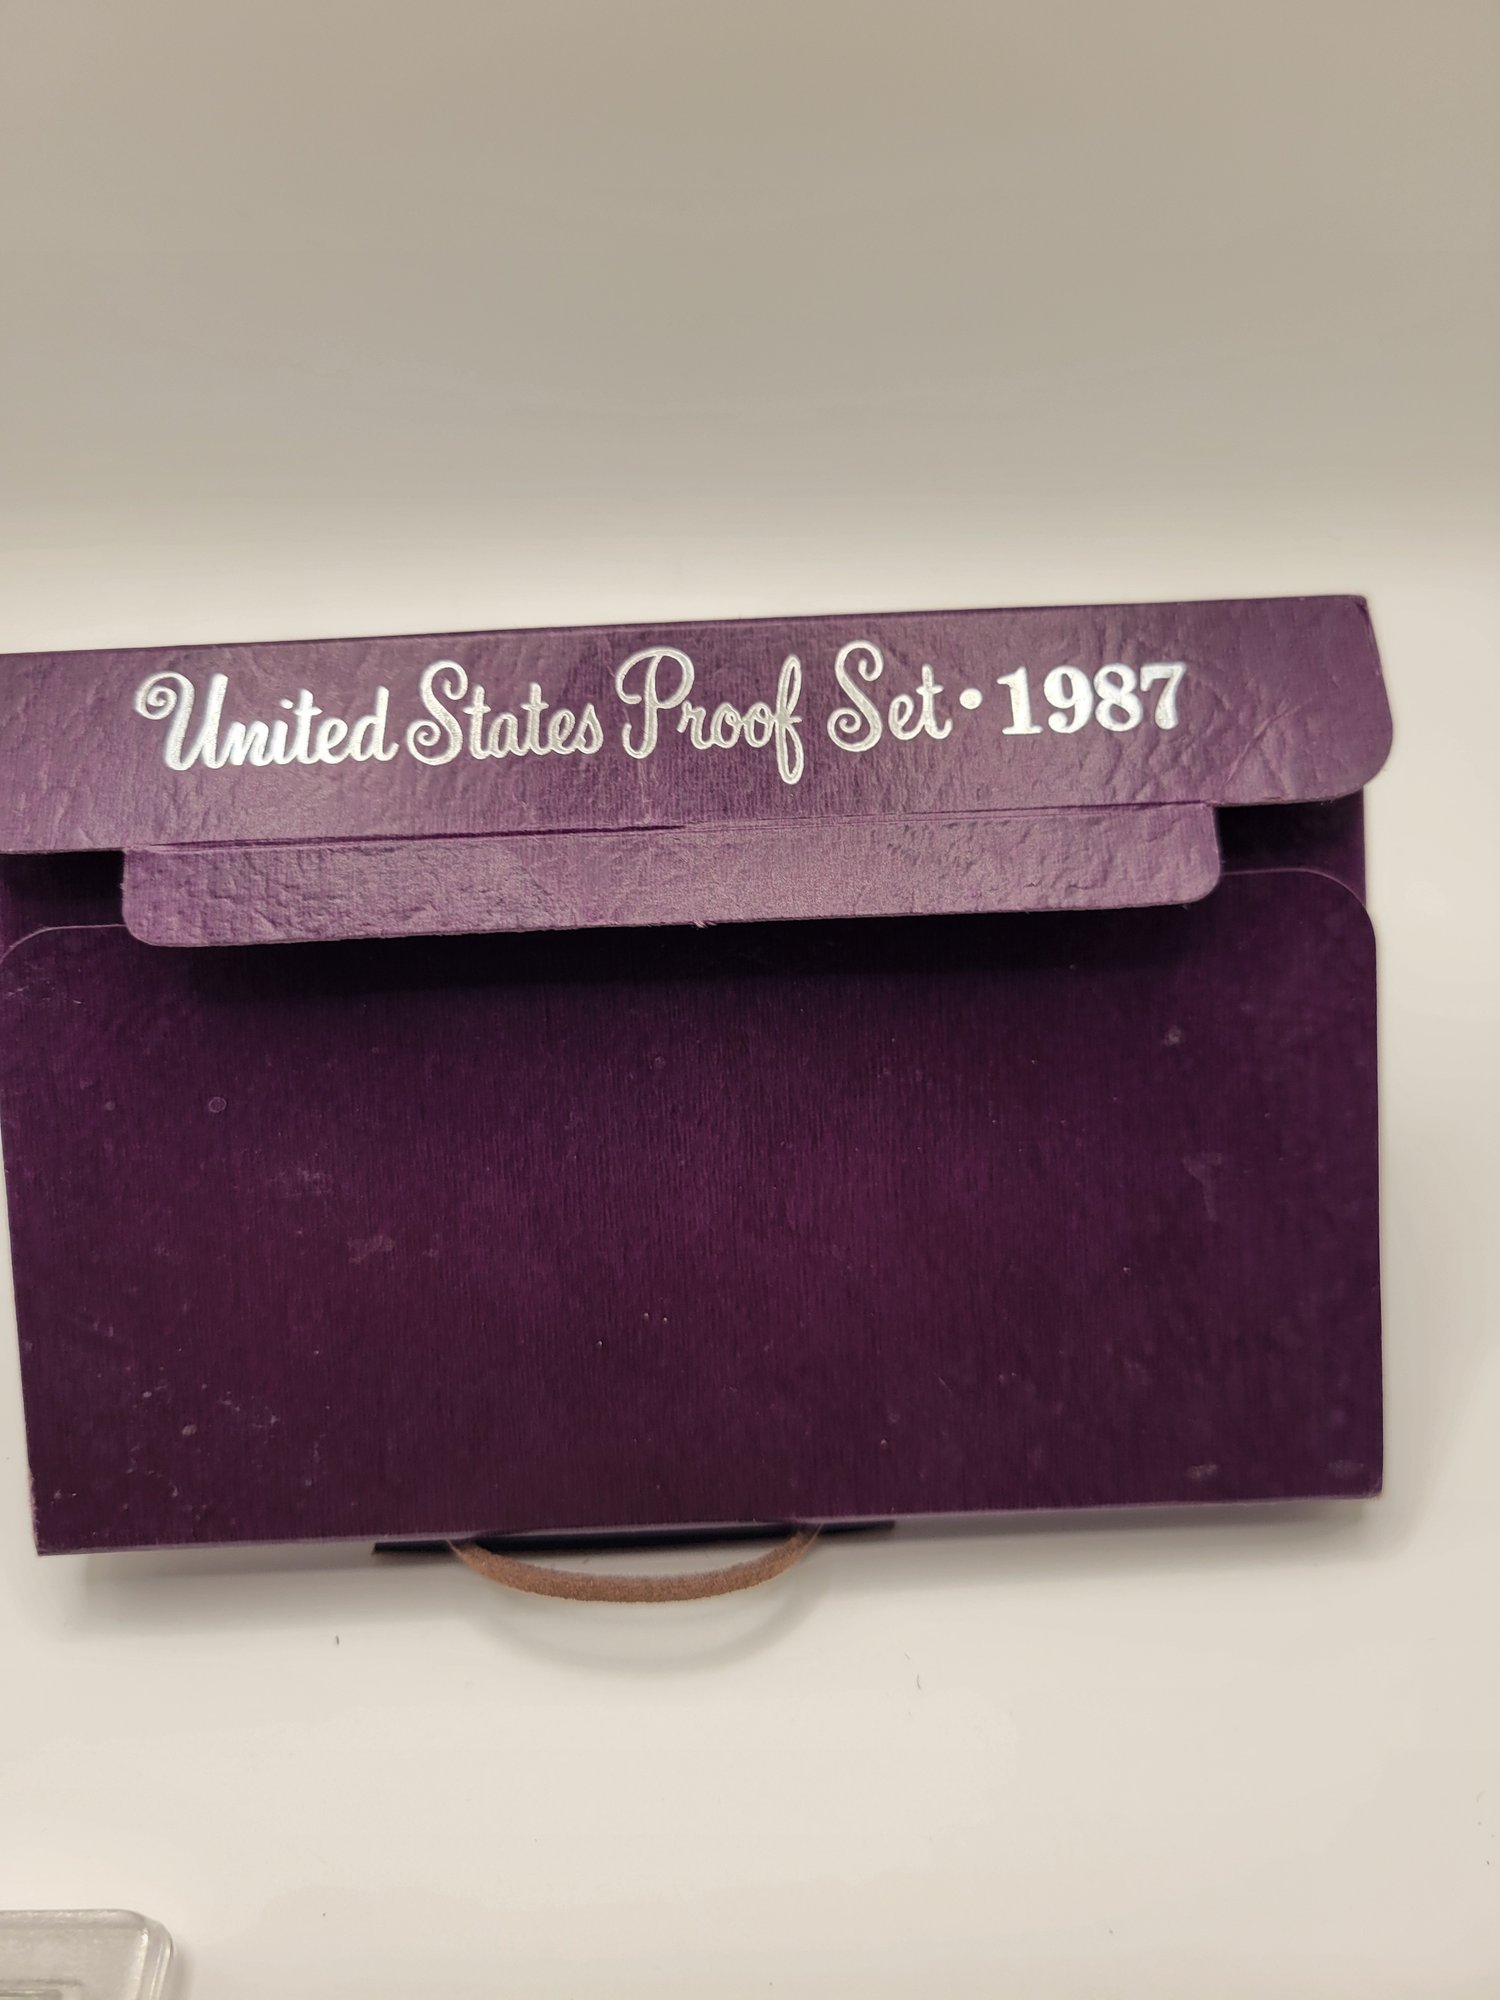 United States Proof Set · 1987